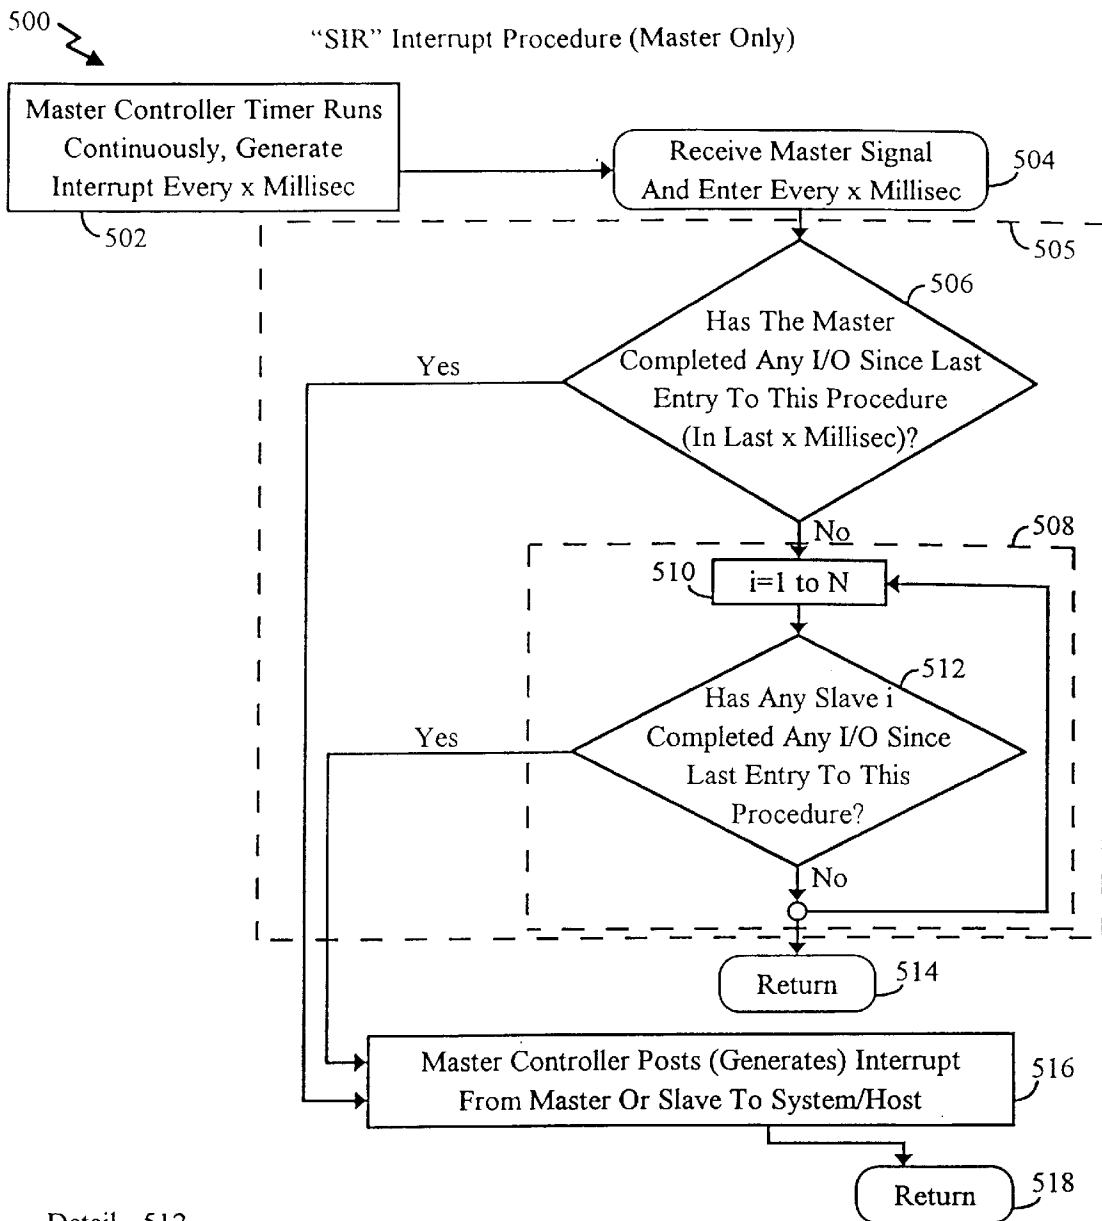 500
“SIR” Interrupt Procedure (Master Only)
Master Controller Timer Runs
Continuously, Generate
Interrupt Every x Millisec
502
Receive Master Signal
And Enter Every x Millisec
504
505
506
Has The Master
Completed Any I/O Since Last
Entry To This Procedure
(In Last x Millisec)?
Yes
No
508
510
i=1 to N
512
Has Any Slave i
Completed Any I/O Since
Last Entry To This
Procedure?
Yes
No
Return
514
Master Controller Posts (Generates) Interrupt
From Master Or Slave To System/Host
516
Return
518